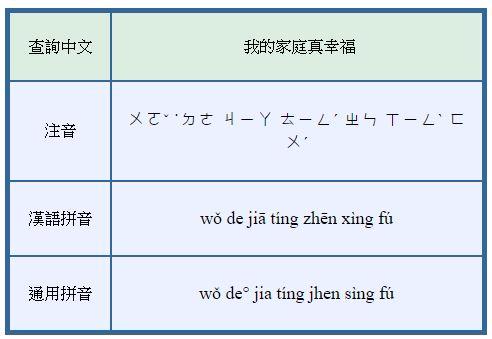 查詢中文 我的家庭真幸福
注音 ㄨㄛˇ ˙ㄉㄜ ㄐㄧㄚ ㄊㄧㄥˊ ㄓㄣ ㄒㄧㄥˋ ㄈ
ㄨˊ
漢語拼音 wǒ de jiā tíng zhēn xìng fú
通用拼音 wǒ de° jia tíng jhen sìng fú